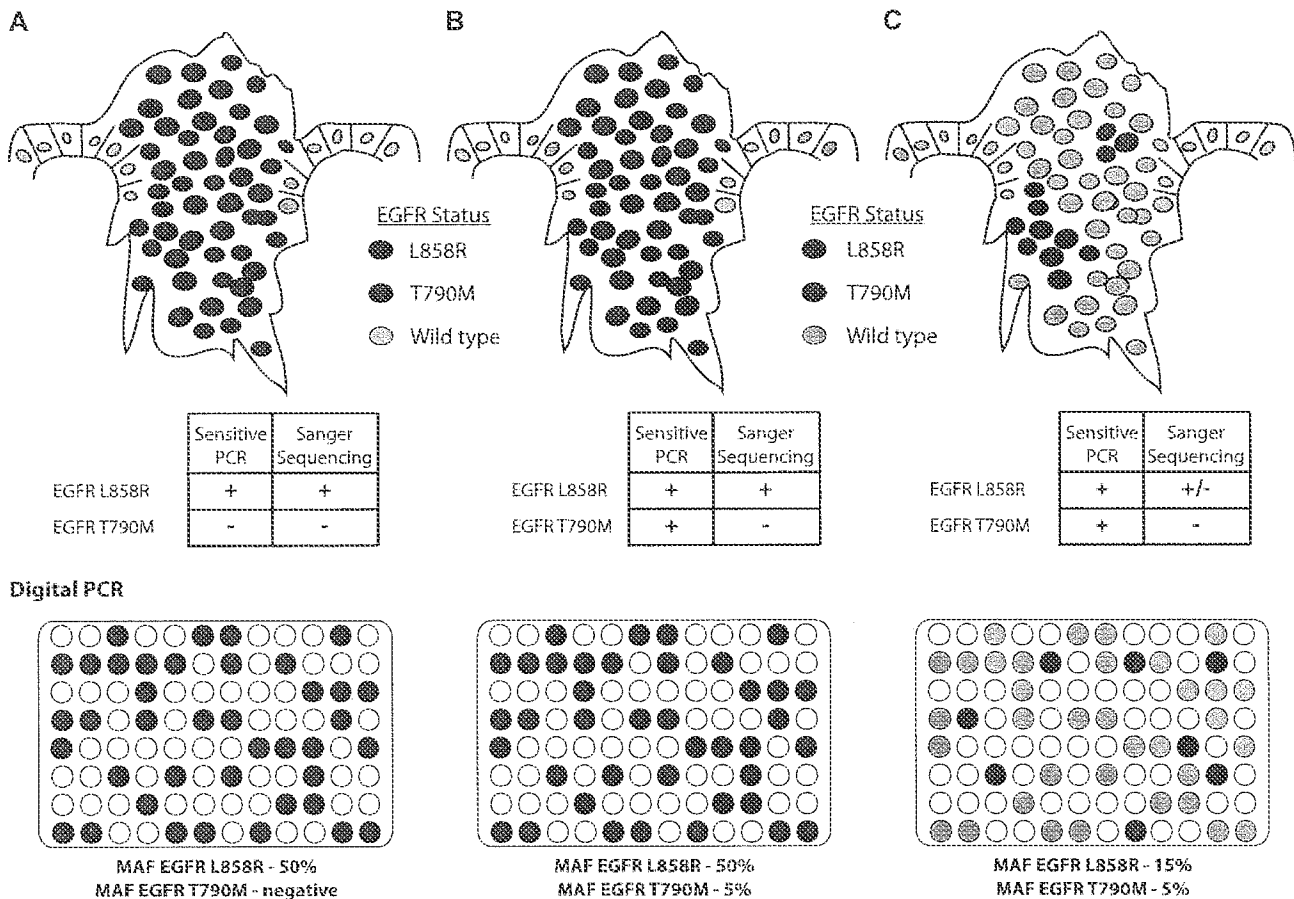 A
B
C
EGFR Status
L858R
T790M
Wild type
EGFR Status
L858R
T790M
Wild type
Sensitive PCR
Sanger Sequencing
EGFR L858R + +
EGFR T790M - -
Sensitive PCR
Sanger Sequencing
EGFR L858R + +
EGFR T790M + -
Sensitive PCR
Sanger Sequencing
EGFR L858R + +/-
EGFR T790M + -
Digital PCR
MAF EGFR L858R - 50%
MAF EGFR T790M - negative
MAF EGFR L858R - 50%
MAF EGFR T790M - 5%
MAF EGFR L858R - 15%
MAF EGFR T790M - 5%